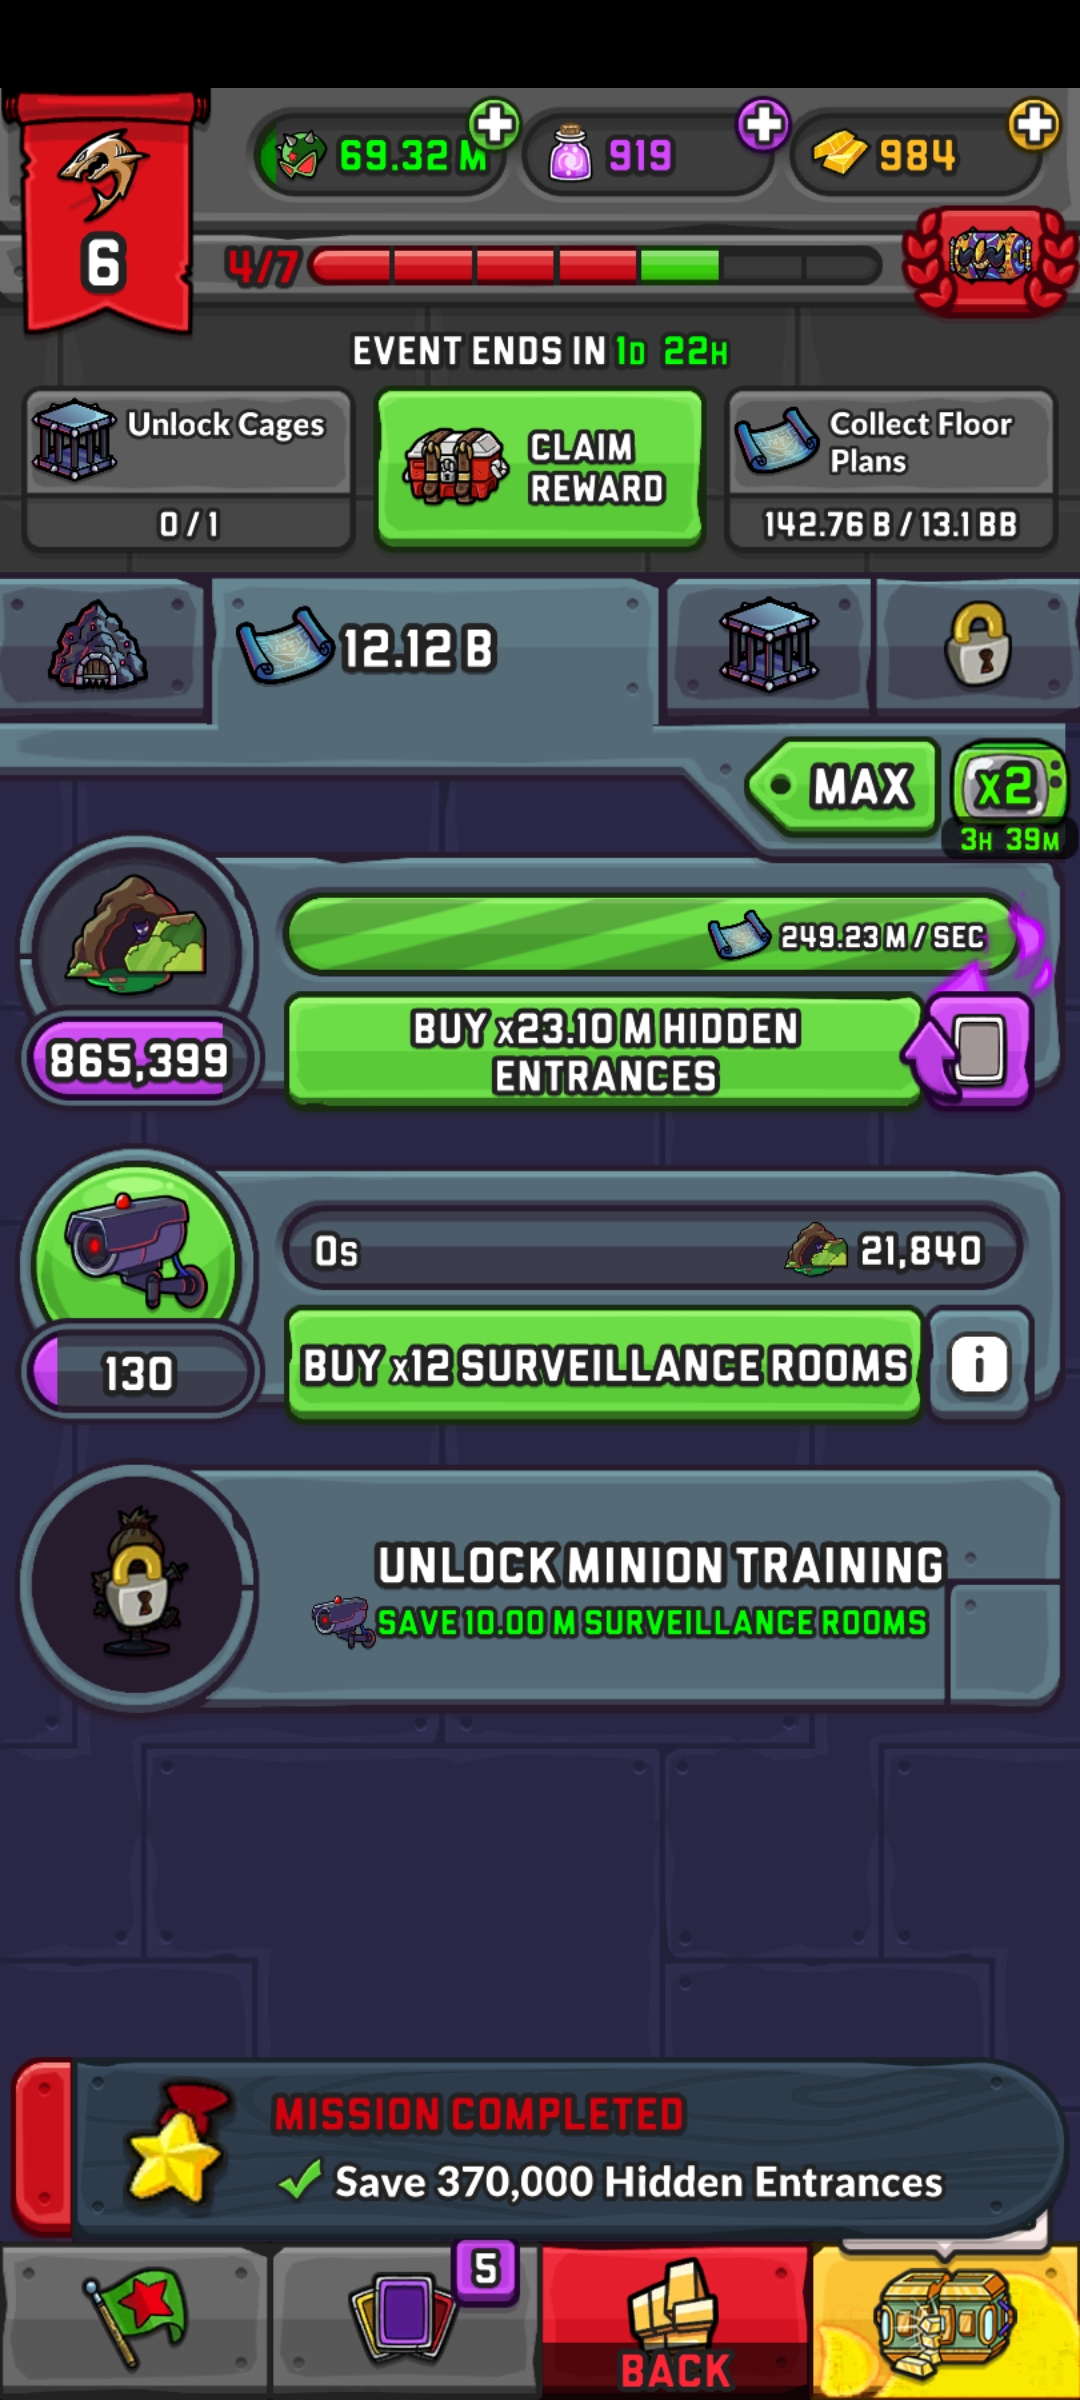 69.32 M
919
984
6
4/7
EVENT ENDS IN 1D 22H
Unlock Cages
0 / 1
CLAIM
REWARD
Collect Floor
Plans
142.76 B / 13.1 BB
12.12 B
MAX
x2
3H 39M
249.23 M / SEC
865,399
BUY x23.10 M HIDDEN
ENTRANCES
0s
21,840
130
BUY x12 SURVEILLANCE ROOMS
i
UNLOCK MINION TRAINING
SAVE 10.00 M SURVEILLANCE ROOMS
MISSION COMPLETED
Save 370,000 Hidden Entrances
5
BACK